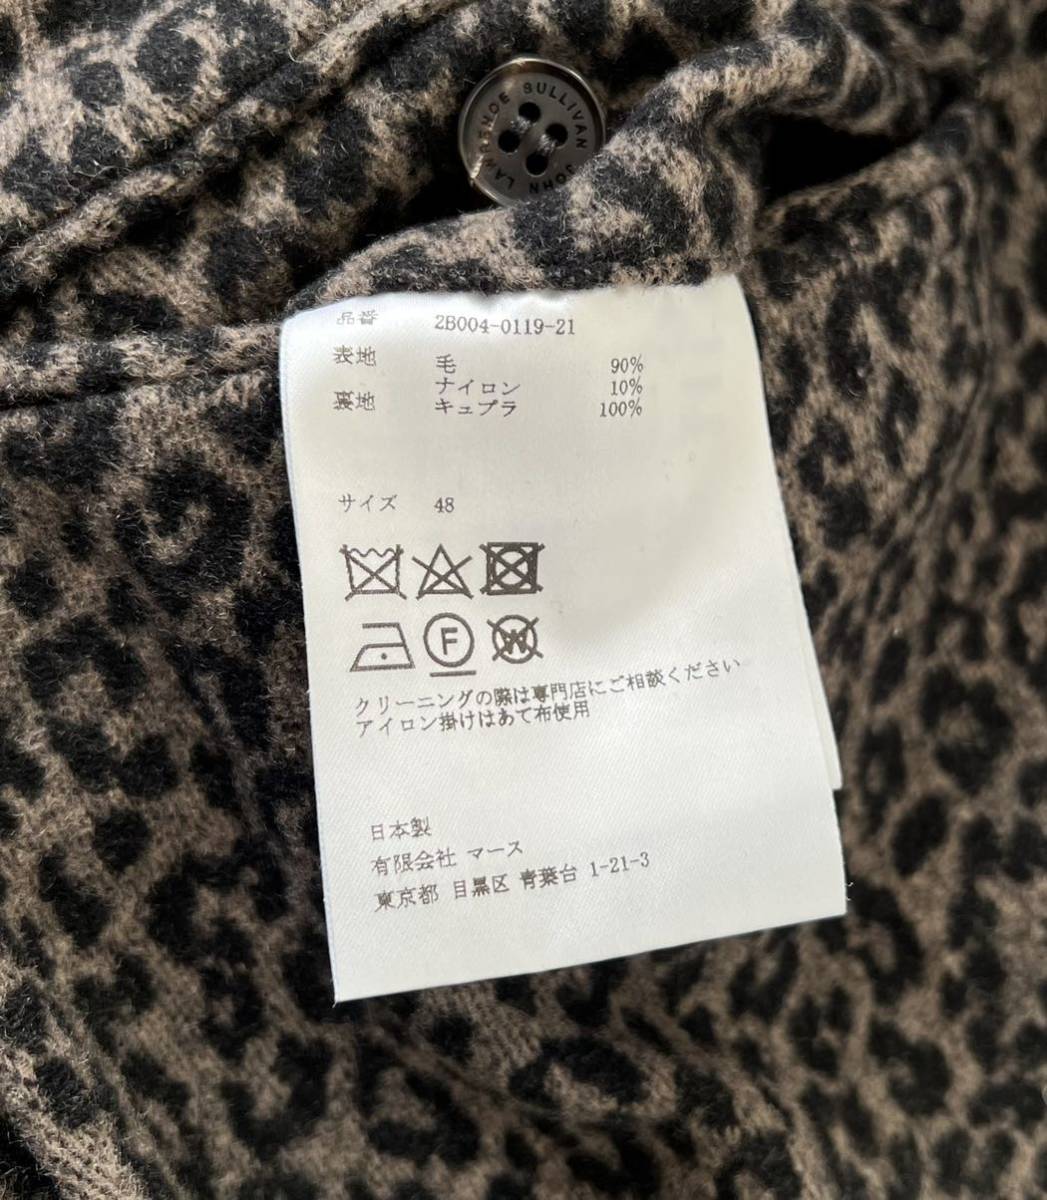 JOHN LAWRENCE SULLIVAN
品番 2B004-0119-21
表地 毛 90%
ナイロン 10%
裏地 キュプラ 100%
サイズ 48
F
W
クリーニングの際は専門店にご相談ください
アイロン掛けはあて布使用
日本製
有限会社 マース
東京都 目黒区 青葉台 1-21-3